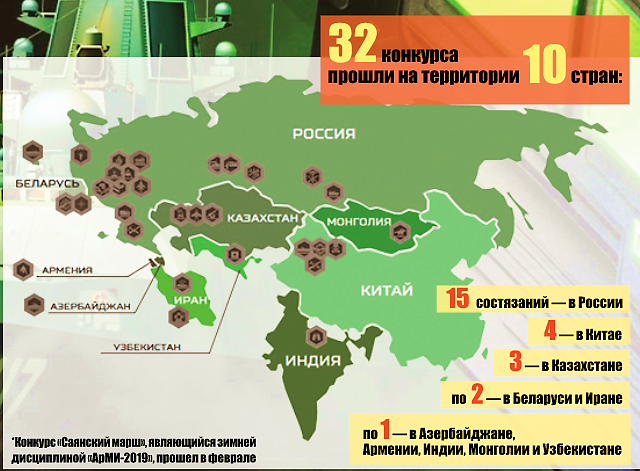 32 конкурса
прошли на территории 10 стран:
РОССИЯ
БЕЛАРУСЬ
КАЗАХСТАН
МОНГОЛИЯ
АРМЕНИЯ
АЗЕРБАЙДЖАН
ИРАН
КИТАЙ
УЗБЕКИСТАН
ИНДИЯ
15 состязаний — в России
4 — в Китае
3 — в Казахстане
по 2 — в Беларуси и Иране
по 1 — в Азербайджане,
Армении, Индии, Монголии и Узбекистане
*Конкурс «Саянский марш», являющийся зимней
дисциплиной «АрМИ-2019», прошел в феврале